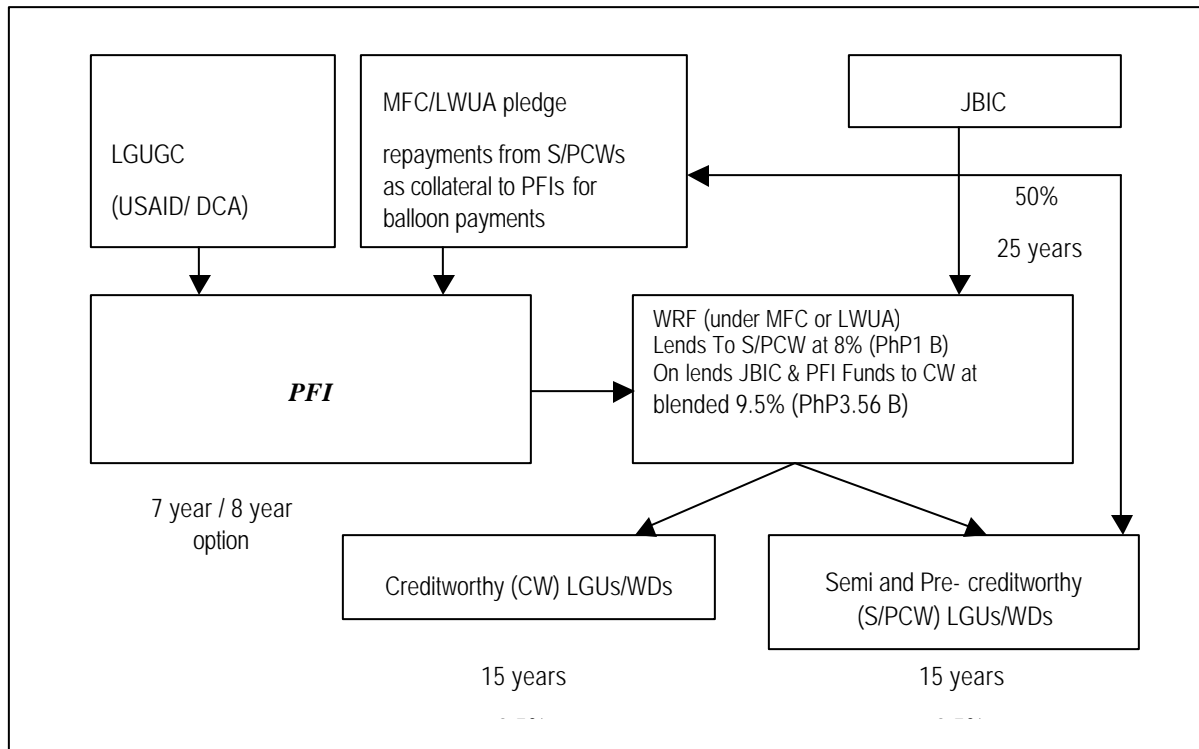 LGUGC
(USAID/ DCA)
MFC/LWUA pledge
repayments from S/PCWs
as collateral to PFIs for
balloon payments
JBIC
50%
25 years
PFI
WRF (under MFC or LWUA)
Lends To S/PCW at 8% (PhP1 B)
On lends JBIC & PFI Funds to CW at
blended 9.5% (PhP3.56 B)
7 year / 8 year
option
Creditworthy (CW) LGUs/WDs
Semi and Pre- creditworthy
(S/PCW) LGUs/WDs
15 years
15 years